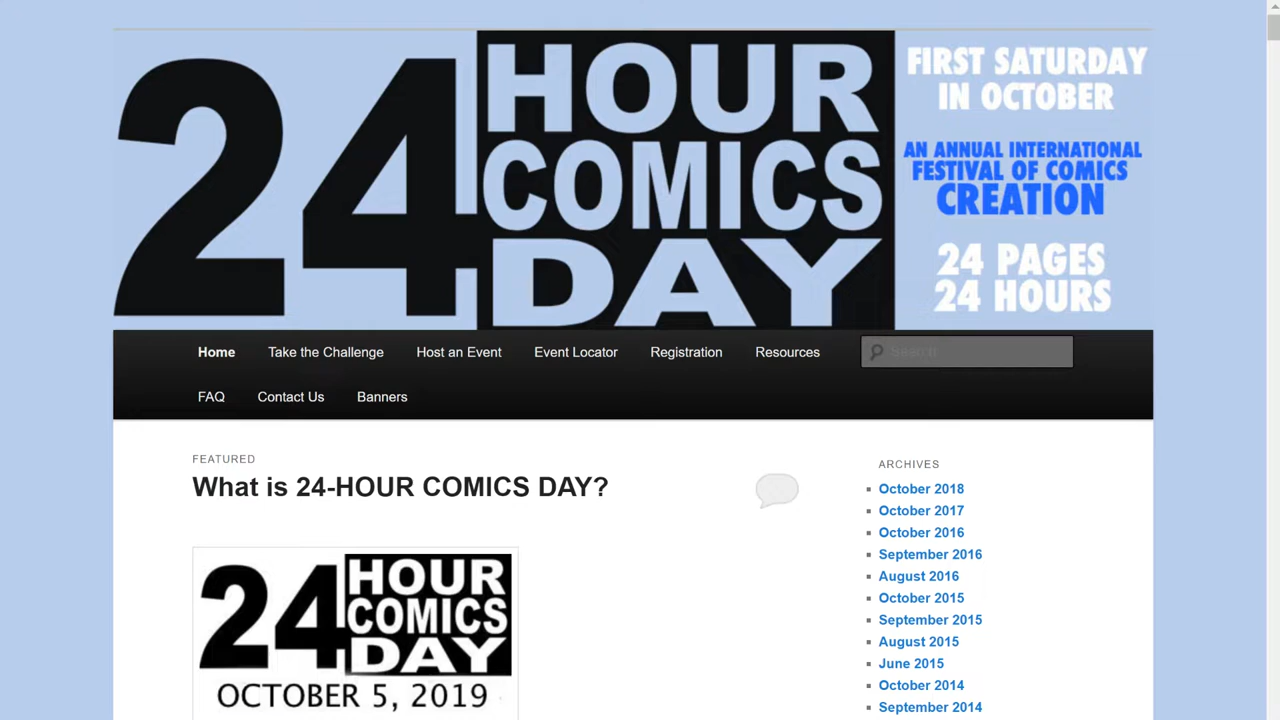 24 HOUR COMICS DAY
FIRST SATURDAY
IN OCTOBER
AN ANNUAL INTERNATIONAL
FESTIVAL OF COMICS
CREATION
24 PAGES
24 HOURS
Home Take the Challenge Host an Event Event Locator Registration Resources Search
FAQ Contact Us Banners
FEATURED
What is 24-HOUR COMICS DAY?
24 HOUR COMICS DAY
OCTOBER 5, 2019
ARCHIVES
October 2018
October 2017
October 2016
September 2016
August 2016
October 2015
September 2015
August 2015
June 2015
October 2014
September 2014